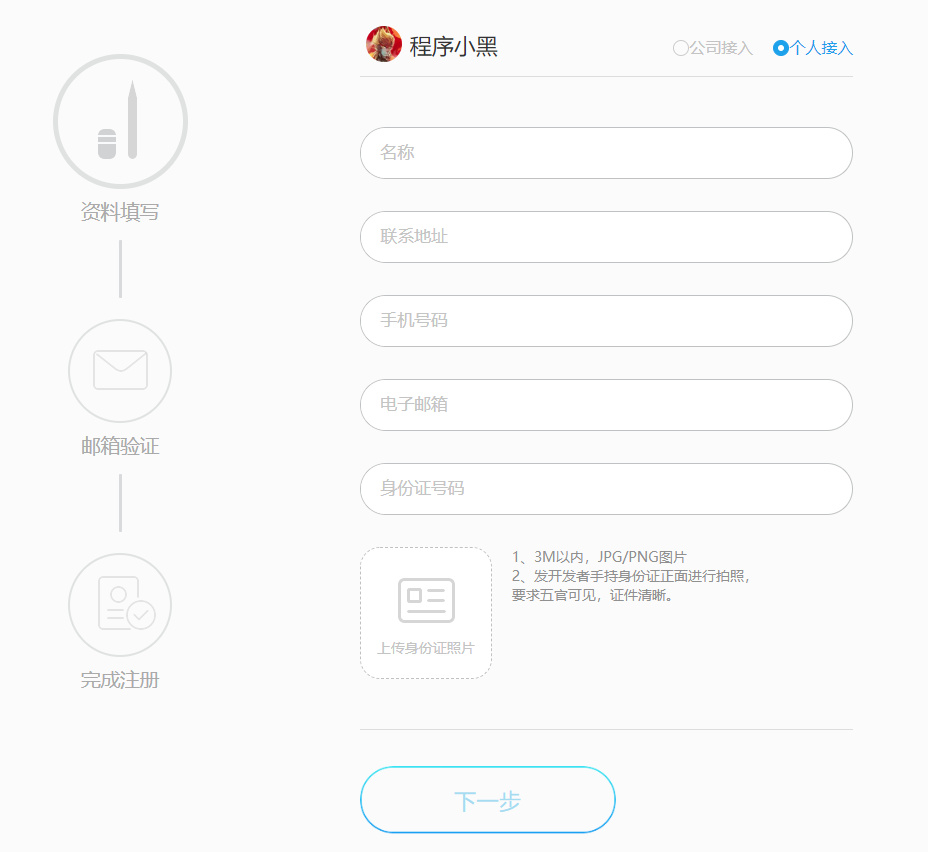 程序小黑
公司接入
个人接入
资料填写
邮箱验证
完成注册
名称
联系地址
手机号码
电子邮箱
身份证号码
上传身份证照片
1、3M以内，JPG/PNG图片
2、发开发者手持身份证正面进行拍照，
要求五官可见，证件清晰。
下一步